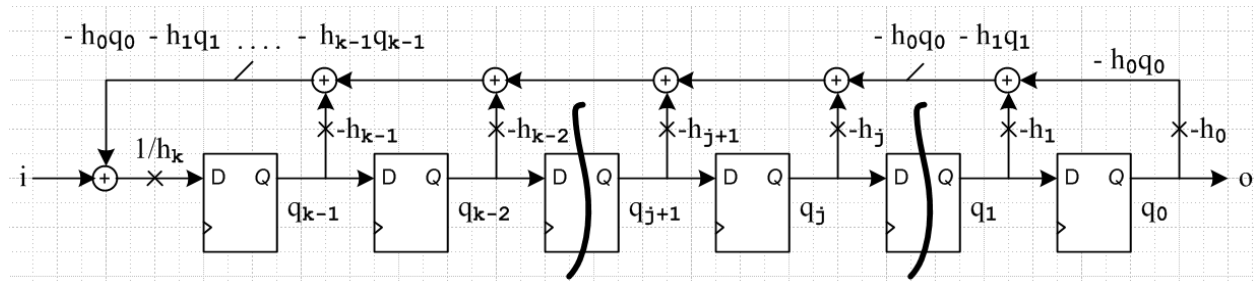 - h₀q₀ - h₁q₁ .... - hₖ₋₁qₖ₋₁ - h₀q₀ - h₁q₁ - h₀q₀
1/hₖ -hₖ₋₁ -hₖ₋₂ -hⱼ₊₁ -hⱼ -h₁ -h₀
i D Q D Q D Q D Q D Q D Q o
qₖ₋₁ qₖ₋₂ qⱼ₊₁ qⱼ q₁ q₀